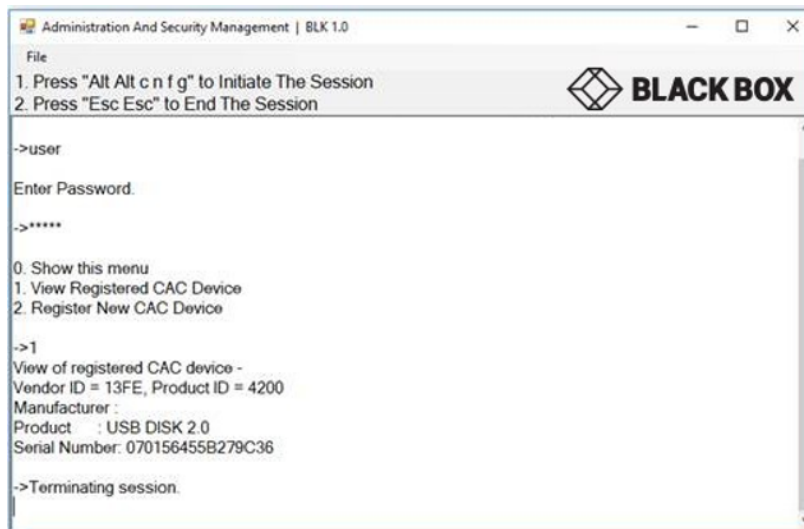 Administration And Security Management | BLK 1.0
File
1. Press "Alt Alt c n f g" to Initiate The Session
2. Press "Esc Esc" to End The Session
BLACK BOX
->user
Enter Password.
->*****
0. Show this menu
1. View Registered CAC Device
2. Register New CAC Device
->1
View of registered CAC device -
Vendor ID = 13FE, Product ID = 4200
Manufacturer :
Product : USB DISK 2.0
Serial Number: 070156455B279C36
->Terminating session.